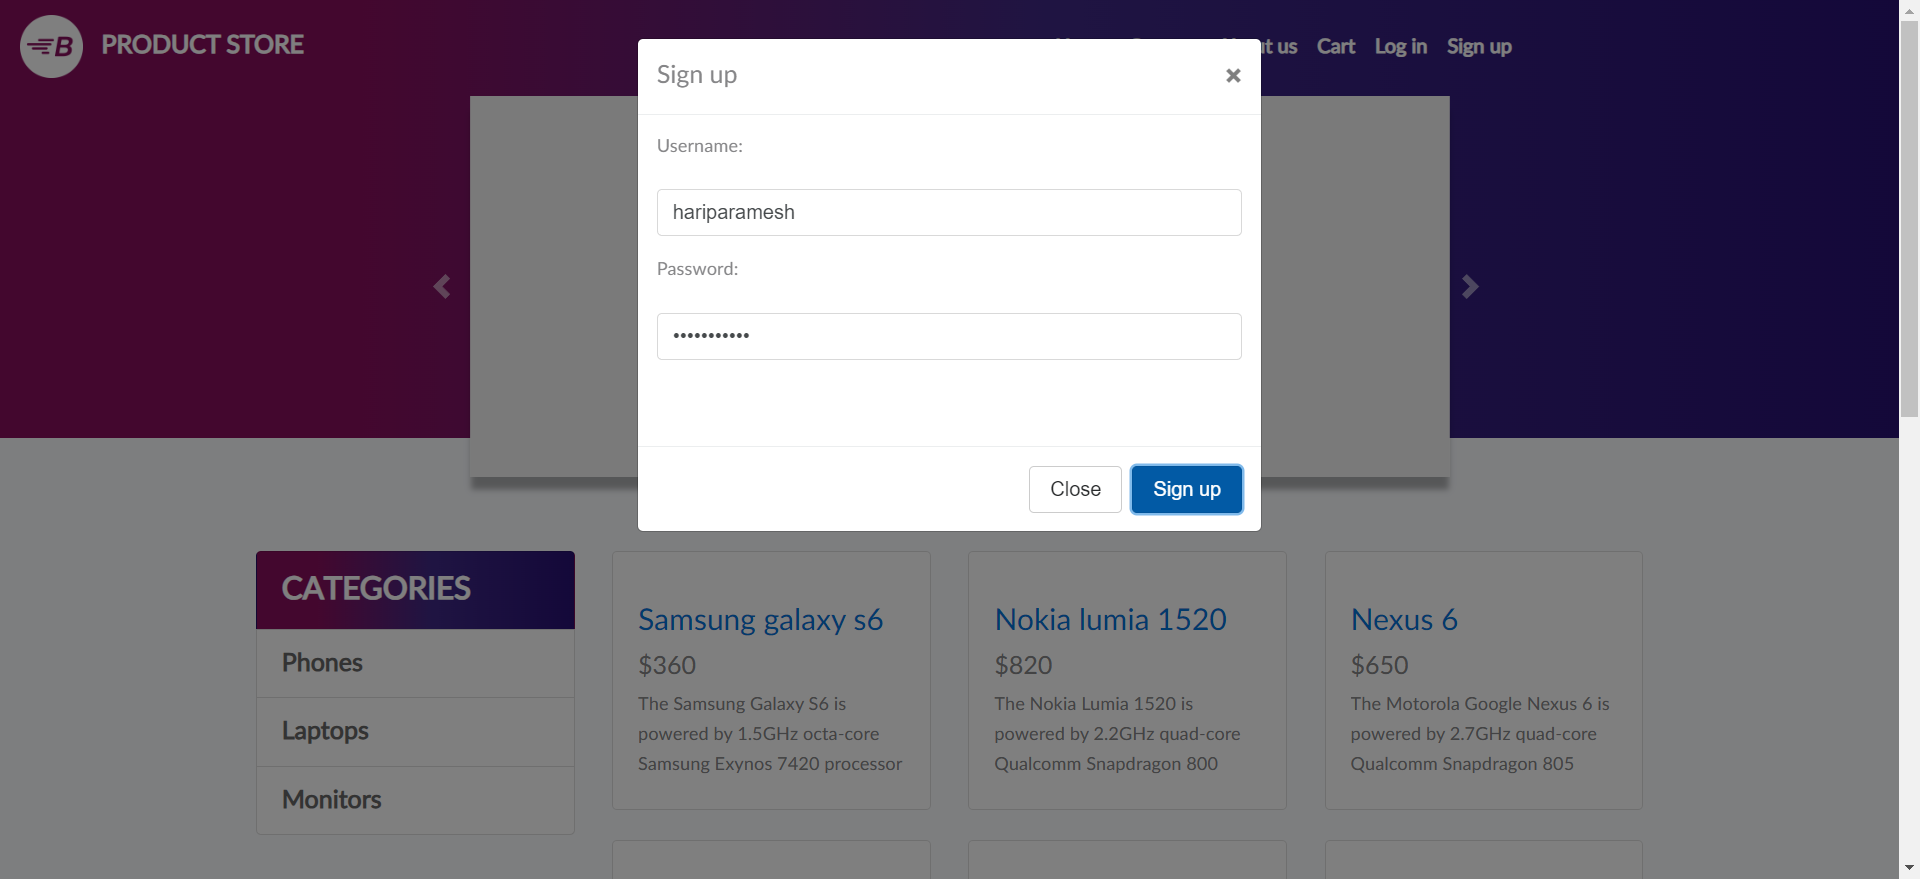 B PRODUCT STORE
t us Cart Log in Sign up
Sign up ×
Username:
hariparamesh
Password:
•••••••••••
Close Sign up
CATEGORIES
Phones
Laptops
Monitors
Samsung galaxy s6
$360
The Samsung Galaxy S6 is
powered by 1.5GHz octa-core
Samsung Exynos 7420 processor
Nokia lumia 1520
$820
The Nokia Lumia 1520 is
powered by 2.2GHz quad-core
Qualcomm Snapdragon 800
Nexus 6
$650
The Motorola Google Nexus 6 is
powered by 2.7GHz quad-core
Qualcomm Snapdragon 805